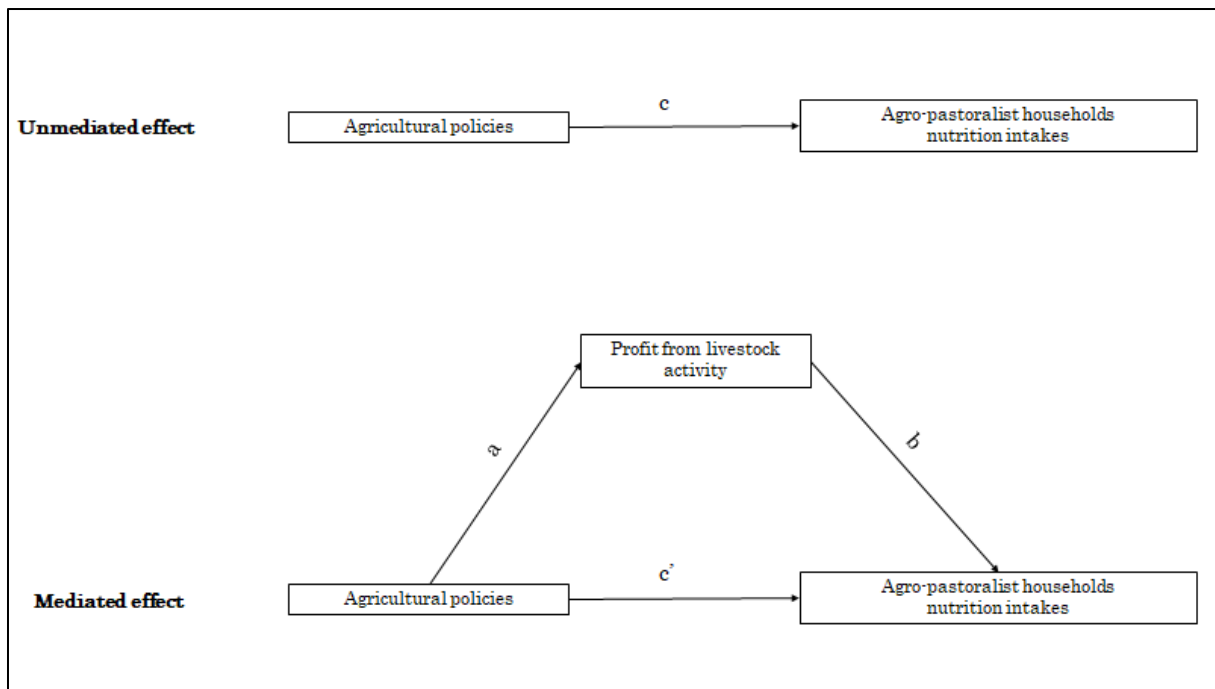 c
Unmediated effect
Agricultural policies
Agro-pastoralist households
nutrition intakes
Profit from livestock
activity
a
b
Mediated effect
Agricultural policies
c’
Agro-pastoralist households
nutrition intakes